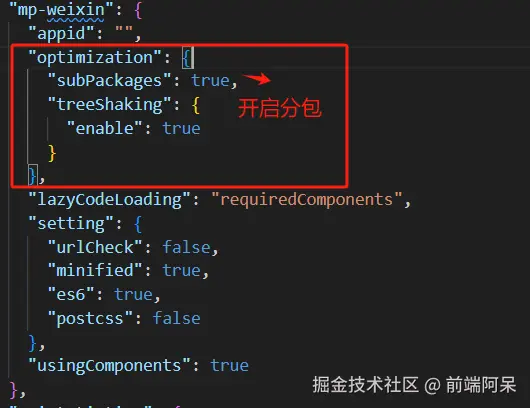 "mp-weixin": {
"appid": "",
"optimization": {
"subPackages": true,
开启分包
"treeShaking": {
"enable": true
}
},
"lazyCodeLoading": "requiredComponents",
"setting": {
"urlCheck": false,
"minified": true,
"es6": true,
"postcss": false
},
"usingComponents": true
},
掘金技术社区 @ 前端阿呆